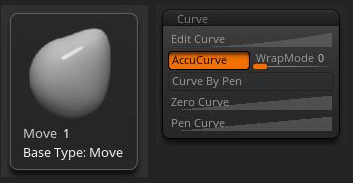 Move 1
Base Type: Move
Curve
Edit Curve
AccuCurve WrapMode 0
Curve By Pen
Zero Curve
Pen Curve